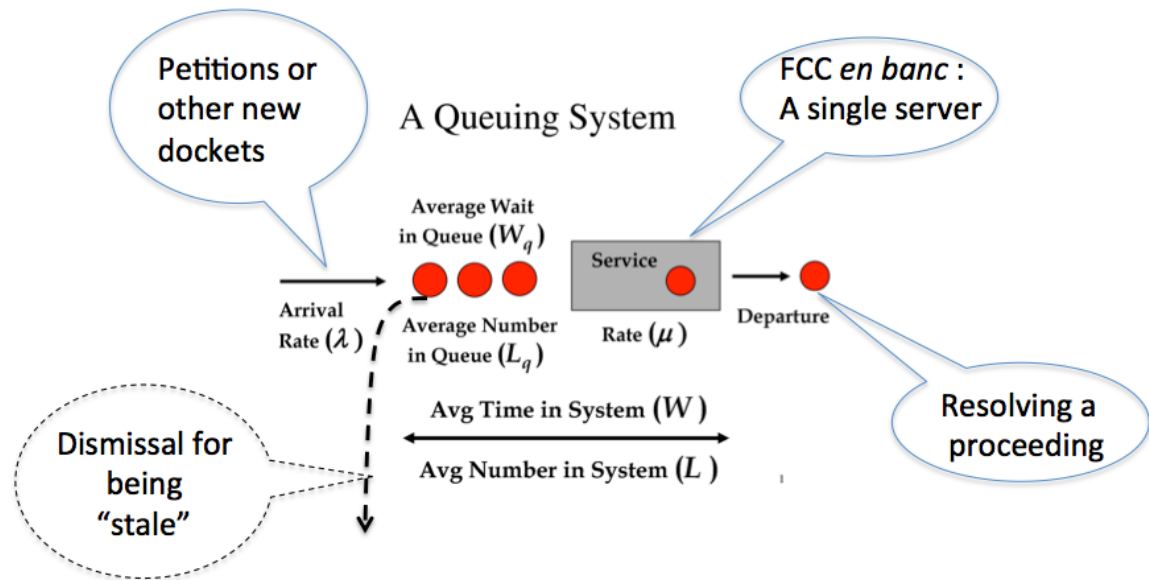 Petitions or
other new
dockets
FCC en banc :
A single server
A Queuing System
Average Wait
in Queue (Wq)
Service
Arrival
Rate (λ)
Average Number
in Queue (Lq)
Rate (μ)
Departure
Avg Time in System (W)
Avg Number in System (L )
Dismissal for
being
“stale”
Resolving a
proceeding